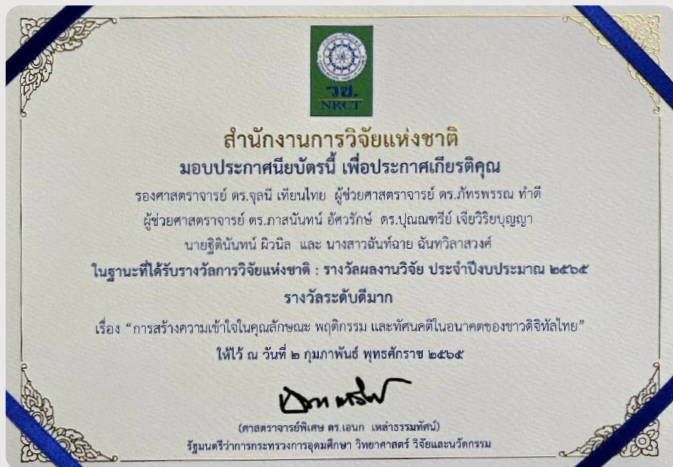 วช.
NRCT
สำนักงานการวิจัยแห่งชาติ
มอบประกาศนียบัตรนี้ เพื่อประกาศเกียรติคุณ
รองศาสตราจารย์ ดร.จุลนี เทียนไทย ผู้ช่วยศาสตราจารย์ ดร.ภัทรพรรณ ทำดี
ผู้ช่วยศาสตราจารย์ ดร.ภาสนันทน์ อัศวรักษ์ ดร.ปุณณฑรีย์ เจียวิริยบุญญา
นายฐิตินันทน์ ผิวนิล และ นางสาวฉันท์ฉาย ฉันทวิลาสวงศ์
ในฐานะที่ได้รับรางวัลการวิจัยแห่งชาติ : รางวัลผลงานวิจัย ประจำปีงบประมาณ ๒๕๖๕
รางวัลระดับดีมาก
เรื่อง “การสร้างความเข้าใจในคุณลักษณะ พฤติกรรม และทัศนคติในอนาคตของชาวดิจิทัลไทย”
ให้ไว้ ณ วันที่ ๒ กุมภาพันธ์ พุทธศักราช ๒๕๖๕
(ศาสตราจารย์พิเศษ ดร.เอนก เหล่าธรรมทัศน์)
รัฐมนตรีว่าการกระทรวงการอุดมศึกษา วิทยาศาสตร์ วิจัยและนวัตกรรม